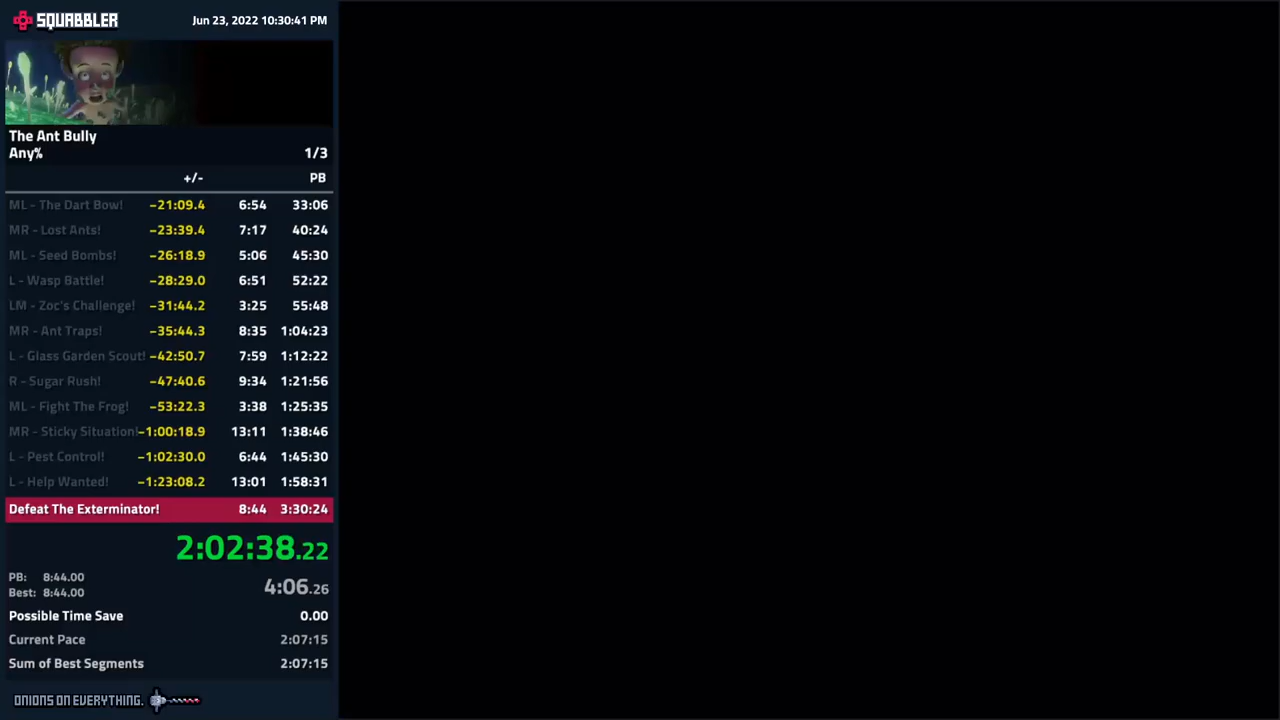 SQUABBLER Jun 23, 2022 10:30:41 PM
The Ant Bully
Any% 1/3
+/- PB
ML - The Dart Bow! −21:09.4 6:54 33:06
MR - Lost Ants! −23:39.4 7:17 40:24
ML - Seed Bombs! −26:18.9 5:06 45:30
L - Wasp Battle! −28:29.0 6:51 52:22
LM - Zoc's Challenge! −31:44.2 3:25 55:48
MR - Ant Traps! −35:44.3 8:35 1:04:23
L - Glass Garden Scout! −42:50.7 7:59 1:12:22
R - Sugar Rush! −47:40.6 9:34 1:21:56
ML - Fight The Frog! −53:22.3 3:38 1:25:35
MR - Sticky Situation! −1:00:18.9 13:11 1:38:46
L - Pest Control! −1:02:30.0 6:44 1:45:30
L - Help Wanted! −1:23:08.2 13:01 1:58:31
Defeat The Exterminator! 8:44 3:30:24
2:02:38.22
PB: 8:44.00
Best: 8:44.00
4:06.26
Possible Time Save 0.00
Current Pace 2:07:15
Sum of Best Segments 2:07:15
ONIONS ON EVERYTHING.